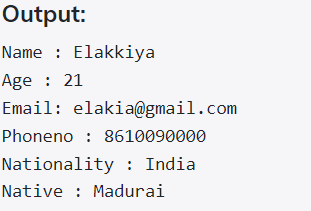 Output:
Name : Elakkiya
Age : 21
Email: elakia@gmail.com
Phoneno : 8610090000
Nationality : India
Native : Madurai